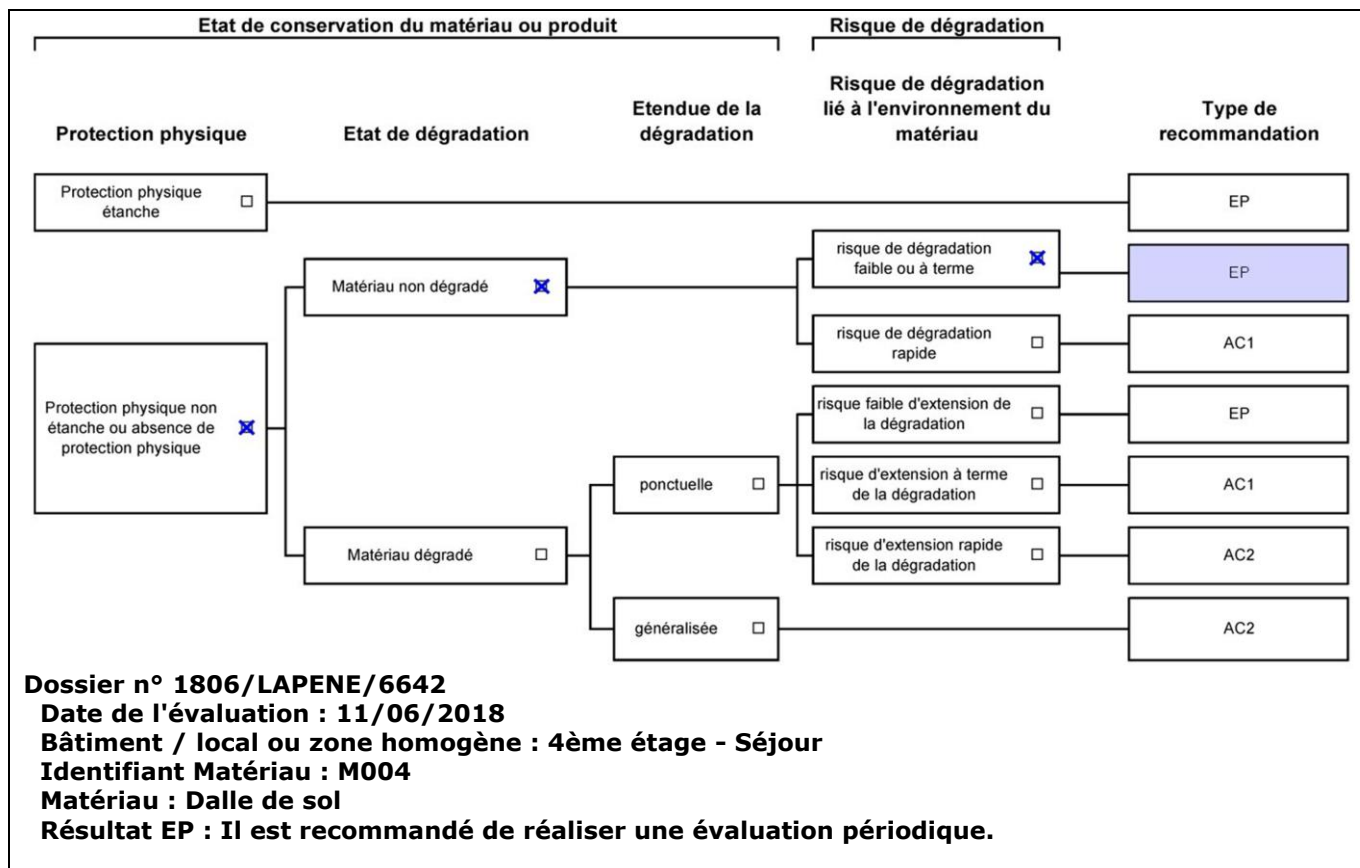 Etat de conservation du matériau ou produit
Risque de dégradation
Protection physique
Etat de dégradation
Etendue de la
dégradation
Risque de dégradation
lié à l'environnement du
matériau
Type de
recommandation
Protection physique
étanche
EP
risque de dégradation
faible ou à terme
EP
Matériau non dégradé
risque de dégradation
rapide
AC1
Protection physique non
étanche ou absence de
protection physique
risque faible d'extension de
la dégradation
EP
ponctuelle
risque d'extension à terme
de la dégradation
AC1
Matériau dégradé
risque d'extension rapide
de la dégradation
AC2
généralisée
AC2
Dossier n° 1806/LAPENE/6642
Date de l'évaluation : 11/06/2018
Bâtiment / local ou zone homogène : 4ème étage - Séjour
Identifiant Matériau : M004
Matériau : Dalle de sol
Résultat EP : Il est recommandé de réaliser une évaluation périodique.